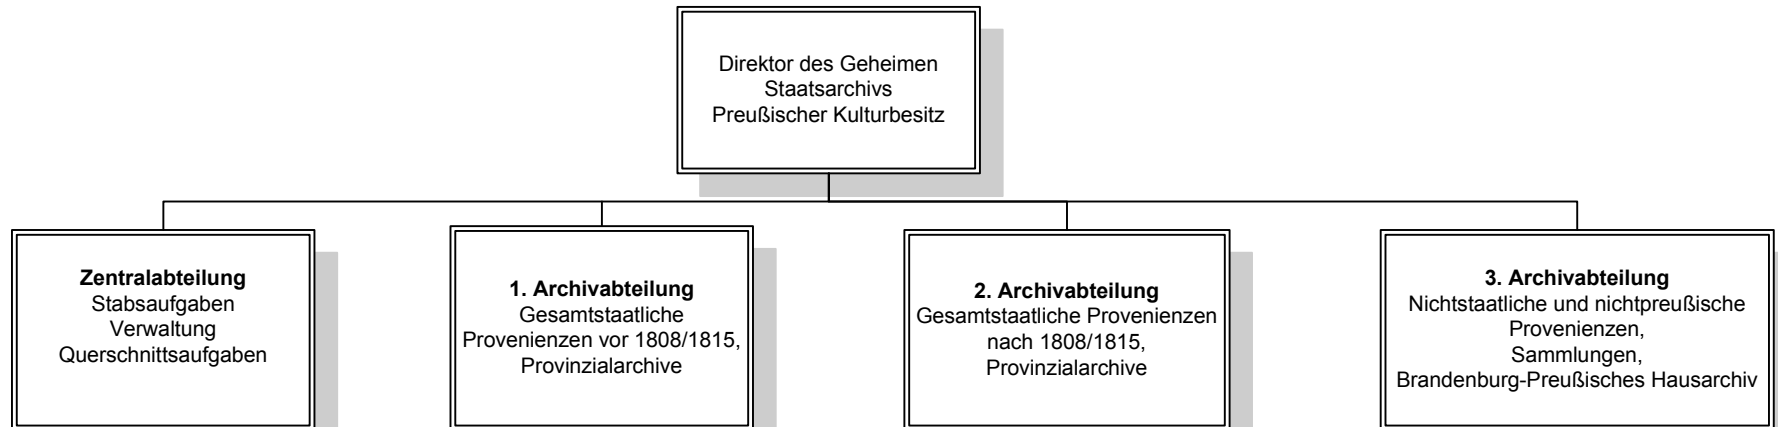 Direktor des Geheimen
Staatsarchivs
Preußischer Kulturbesitz
Zentralabteilung
Stabsaufgaben
Verwaltung
Querschnittsaufgaben
1. Archivabteilung
Gesamtstaatliche
Provenienzen vor 1808/1815,
Provinzialarchive
2. Archivabteilung
Gesamtstaatliche Provenienzen
nach 1808/1815,
Provinzialarchive
3. Archivabteilung
Nichtstaatliche und nichtpreußische
Provenienzen,
Sammlungen,
Brandenburg-Preußisches Hausarchiv